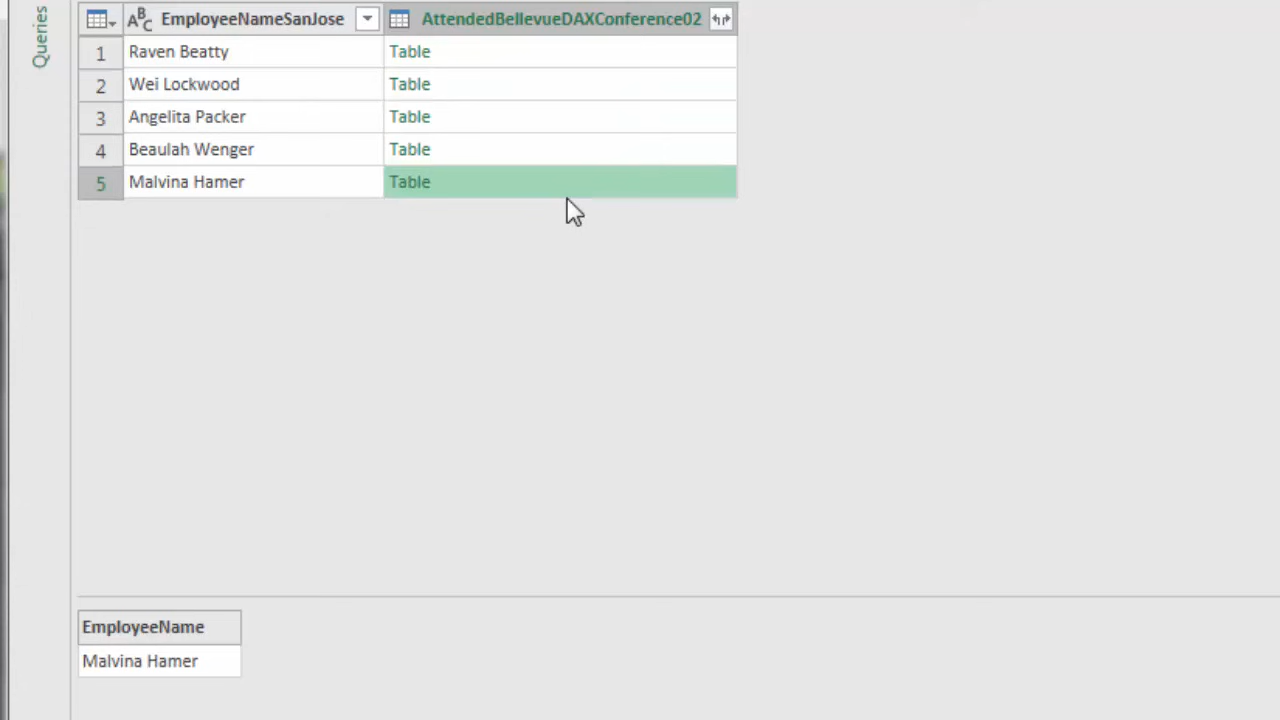 Queries
EmployeeNameSanJose AttendedBellevueDAXConference02
1 Raven Beatty Table
2 Wei Lockwood Table
3 Angelita Packer Table
4 Beaulah Wenger Table
5 Malvina Hamer Table
EmployeeName
Malvina Hamer